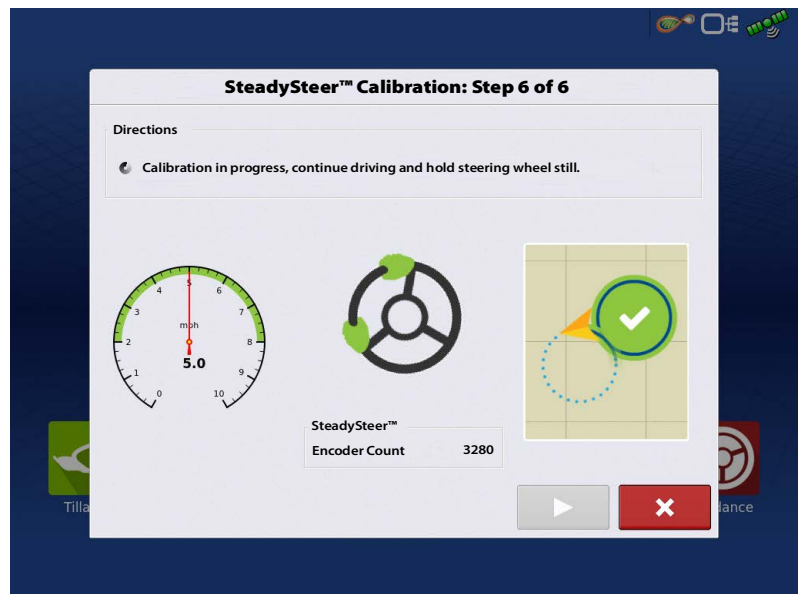 SteadySteer™ Calibration: Step 6 of 6
Directions
Calibration in progress, continue driving and hold steering wheel still.
0
1
2
3
4
5
6
7
8
9
10
mph
5.0
SteadySteer™
Encoder Count 3280
Tilla
dance